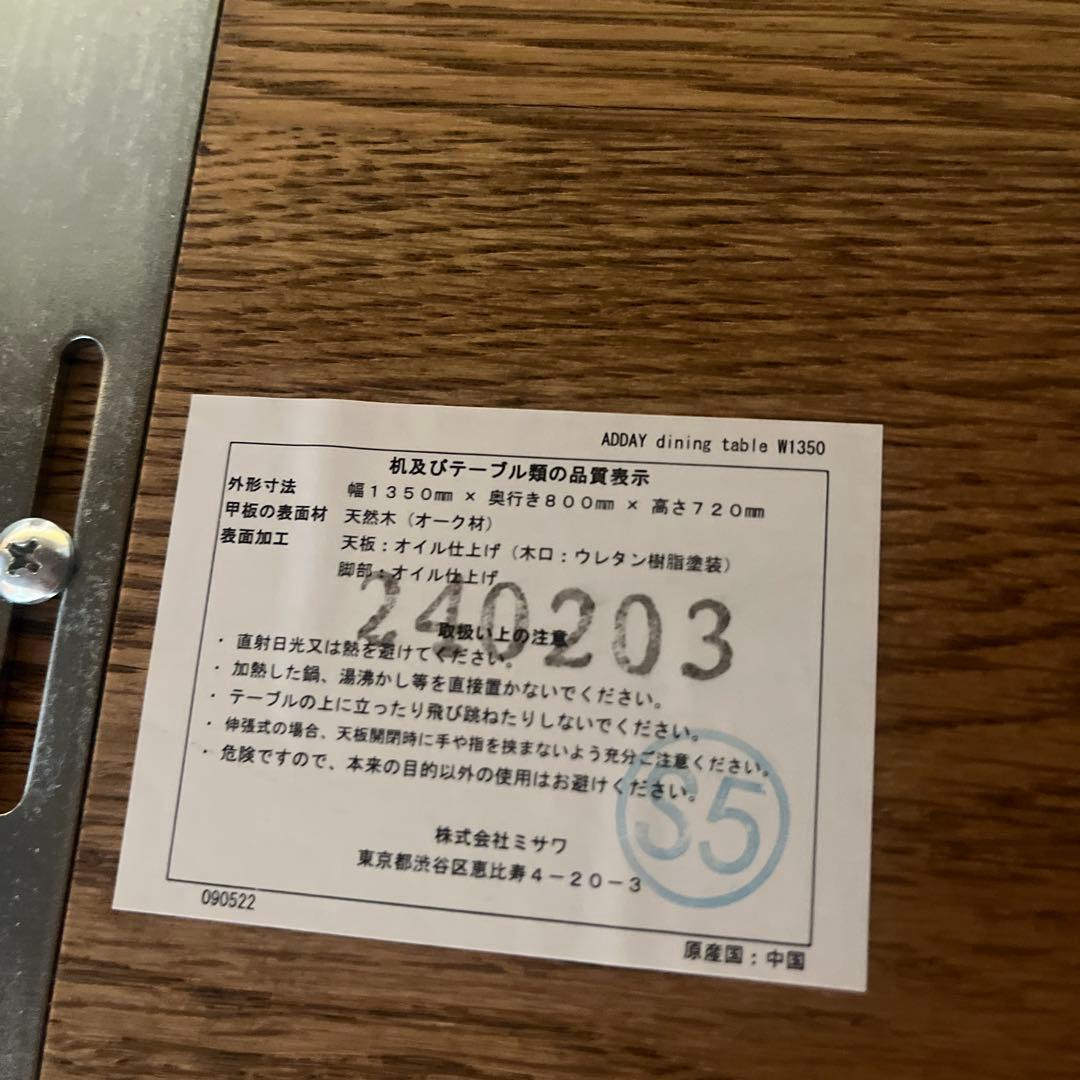 ADDAY dining table W1350
机及びテーブル類の品質表示
外形寸法 幅1350㎜ × 奥行き800㎜ × 高さ720㎜
甲板の表面材 天然木（オーク材）
表面加工 天板：オイル仕上げ（木口：ウレタン樹脂塗装）
脚部：オイル仕上げ
240203
取扱い上の注意
・直射日光又は熱を避けてください。
・加熱した鍋、湯沸かし等を直接置かないでください。
・テーブルの上に立ったり飛び跳ねたりしないでください。
・伸張式の場合、天板開閉時に手や指を挟まないよう充分ご注意ください。
・危険ですので、本来の目的以外の使用はお避けください。
S5
株式会社ミサワ
東京都渋谷区恵比寿4－20－3
090522
原産国：中国